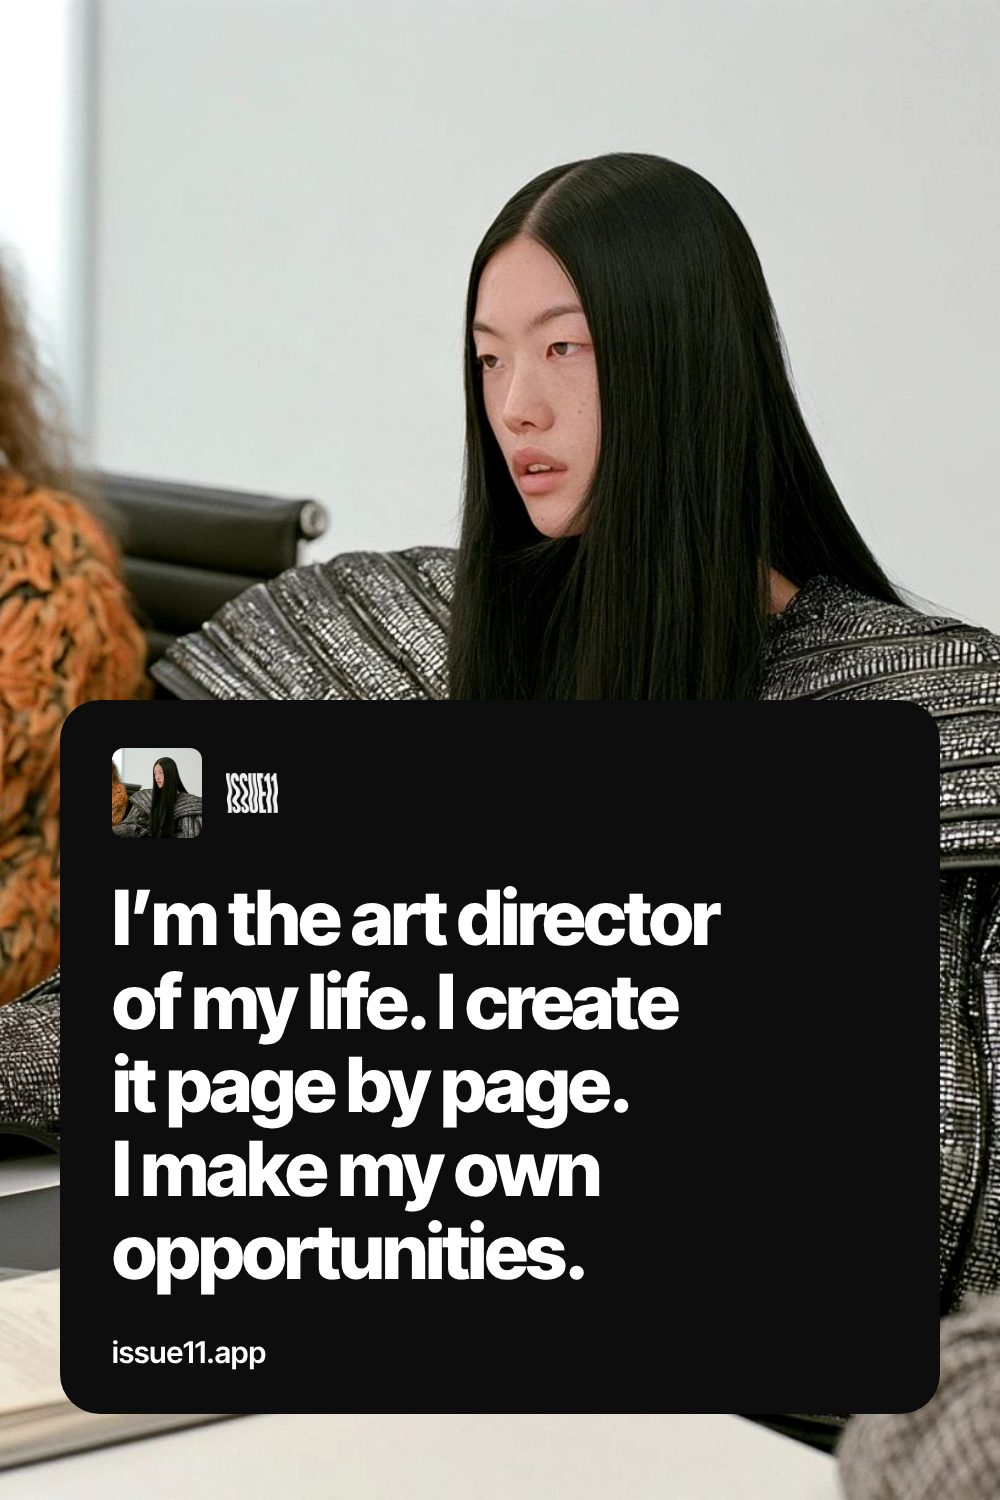 ISSUE11
I’m the art director
of my life. I create
it page by page.
I make my own
opportunities.
issue11.app